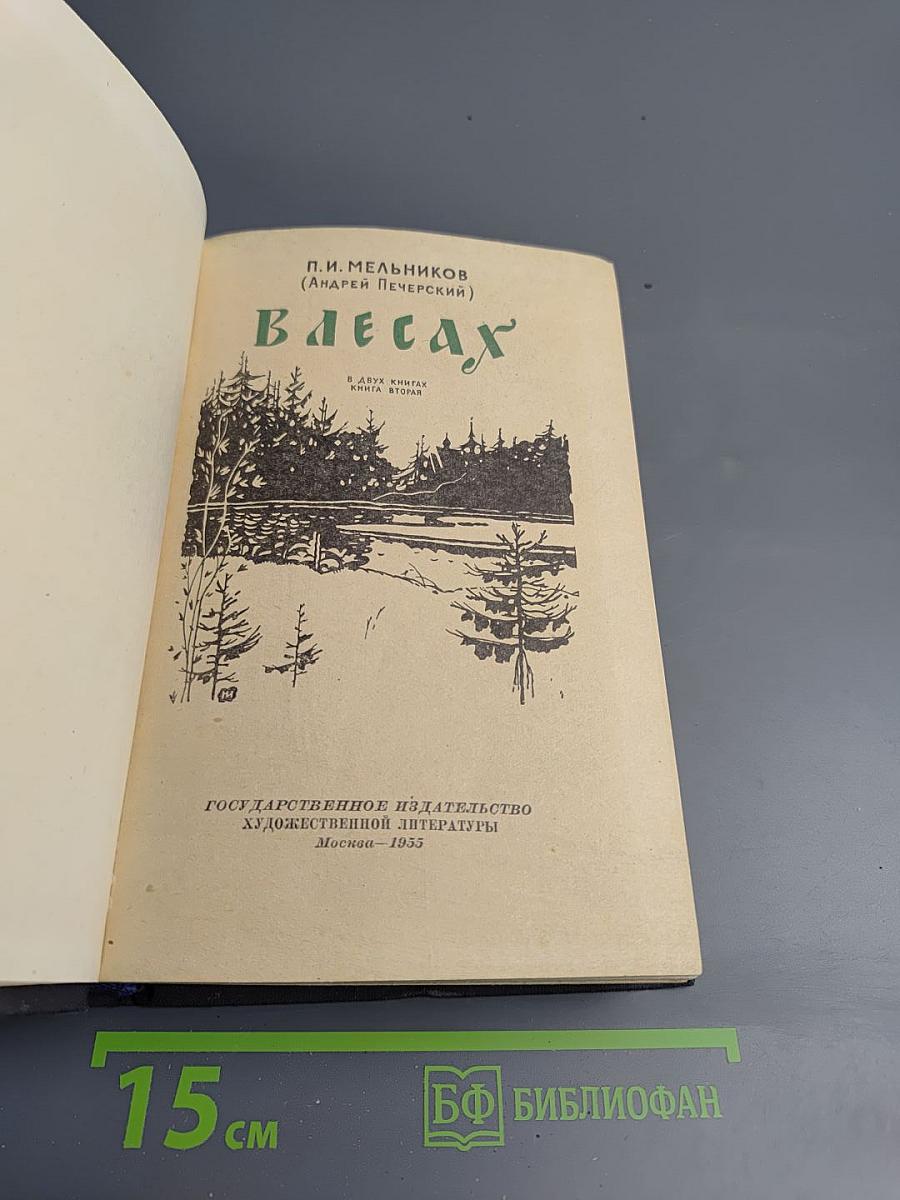 П. И. МЕЛЬНИКОВ
(АНДРЕЙ ПЕЧЕРСКИЙ)
В ЛЕСАХ
В ДВУХ КНИГАХ
КНИГА ВТОРАЯ
ГОСУДАРСТВЕННОЕ ИЗДАТЕЛЬСТВО
ХУДОЖЕСТВЕННОЙ ЛИТЕРАТУРЫ
Москва—1955
15 см
БФ БИБЛИОФАН